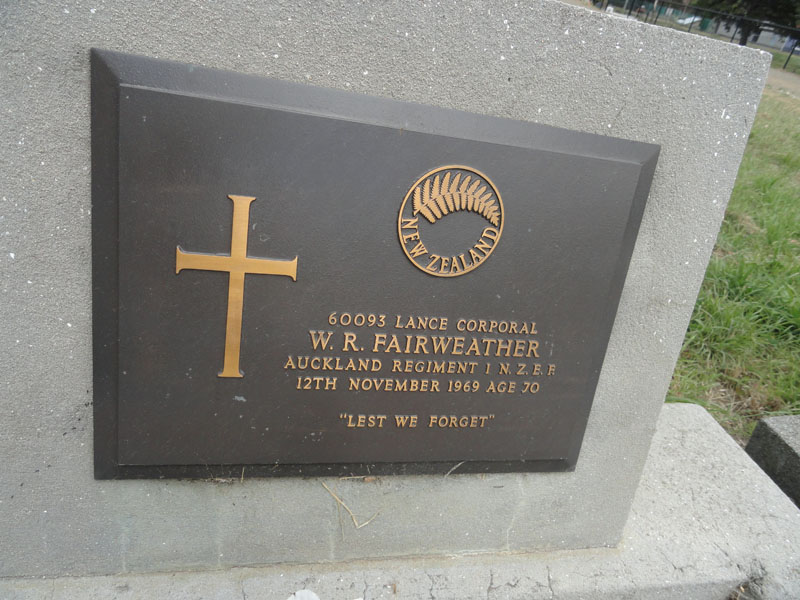 NEW ZEALAND
60093 LANCE CORPORAL
W. R. FAIRWEATHER
AUCKLAND REGIMENT 1 N. Z. E. F.
12TH NOVEMBER 1969 AGE 70
"LEST WE FORGET"